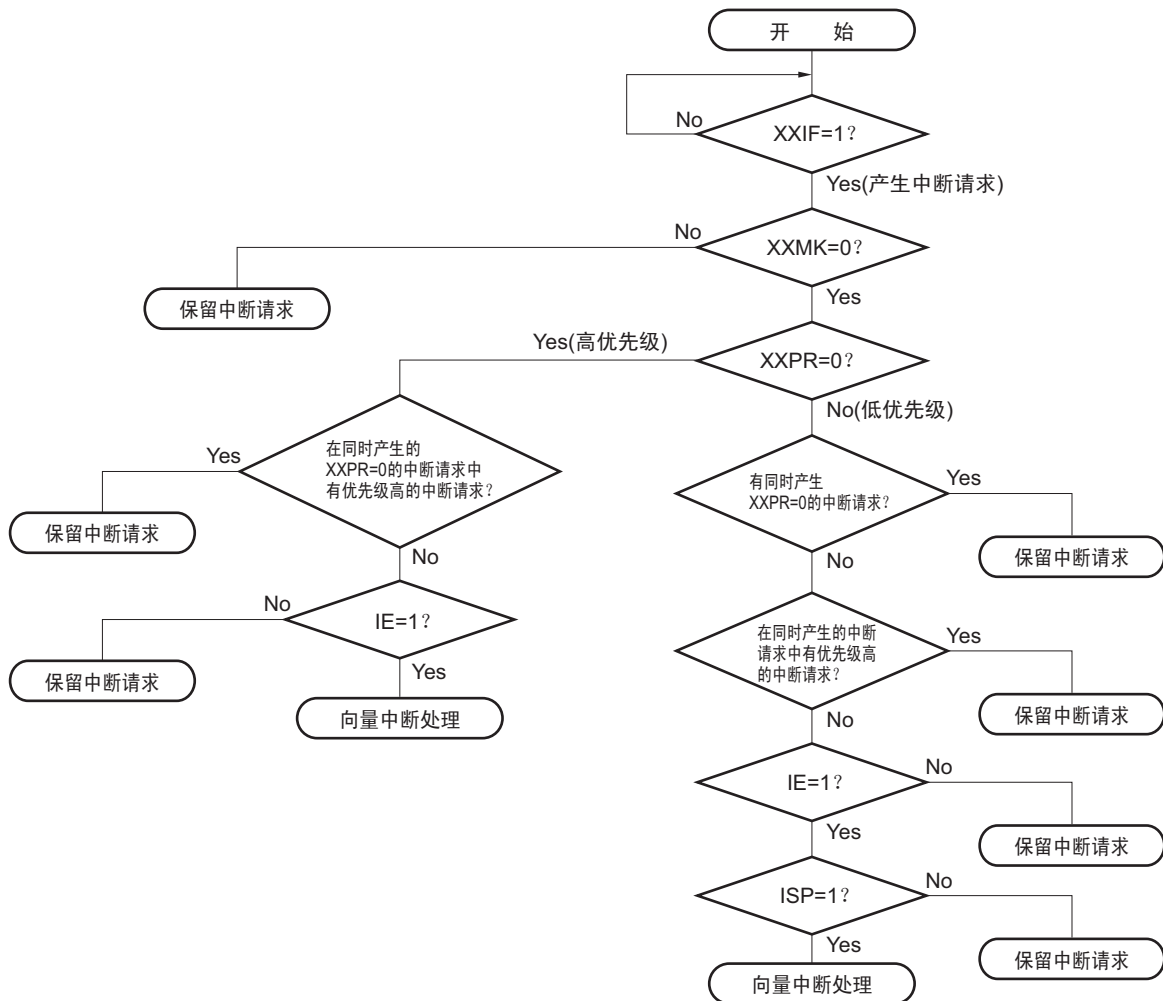 开 始
No
XXIF=1?
Yes(产生中断请求)
No
XXMK=0?
保留中断请求
Yes
Yes(高优先级)
XXPR=0?
No(低优先级)
Yes
在同时产生的
XXPR=0的中断请求中
有优先级高的中断请求?
有同时产生
XXPR=0的中断请求?
Yes
保留中断请求
No
保留中断请求
No
No
IE=1?
在同时产生的中断
请求中有优先级高
的中断请求?
Yes
保留中断请求
Yes
向量中断处理
保留中断请求
No
IE=1?
No
Yes
保留中断请求
ISP=1?
No
Yes
保留中断请求
向量中断处理